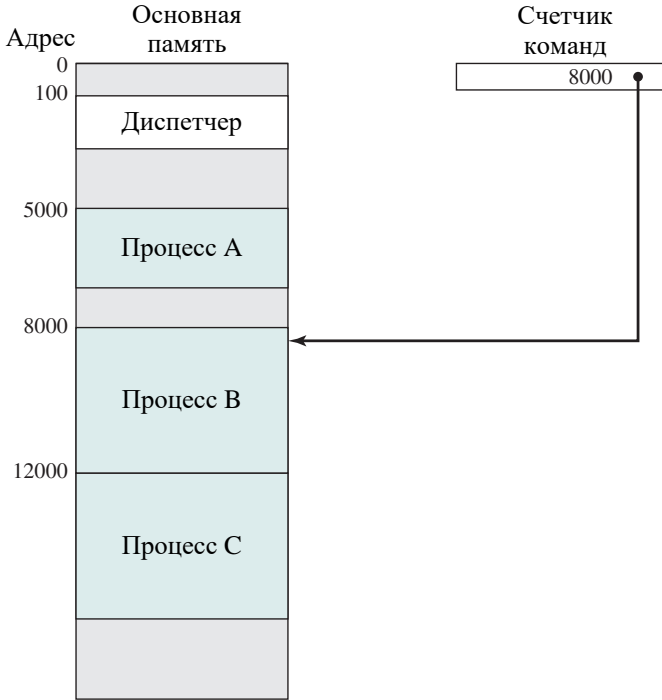 Адрес
Основная
память
Счетчик
команд
0
8000
100
Диспетчер
5000
Процесс A
8000
Процесс B
12000
Процесс C